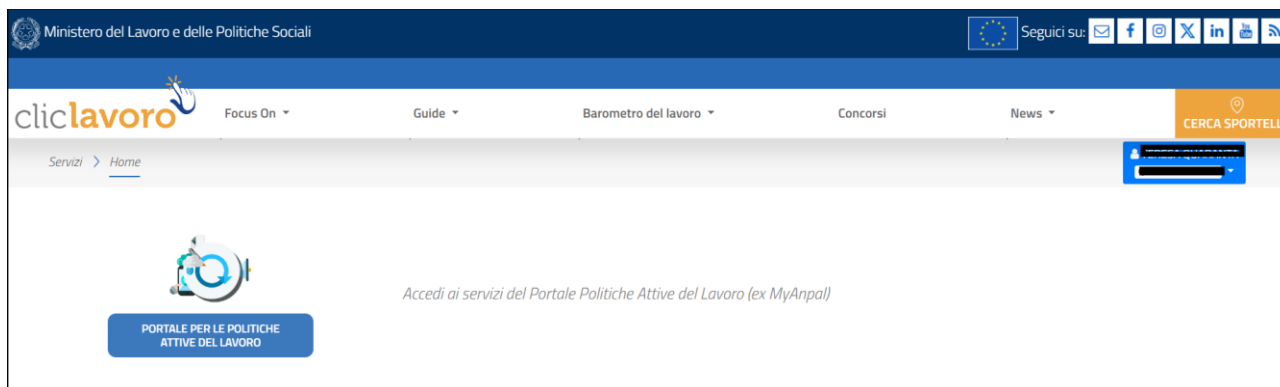 Ministero del Lavoro e delle Politiche Sociali
Seguici su:
cliclavoro
Focus On
Guide
Barometro del lavoro
Concorsi
News
CERCA SPORTELL
Servizi > Home
Accedi ai servizi del Portale Politiche Attive del Lavoro (ex MyAnpal)
PORTALE PER LE POLITICHE
ATTIVE DEL LAVORO